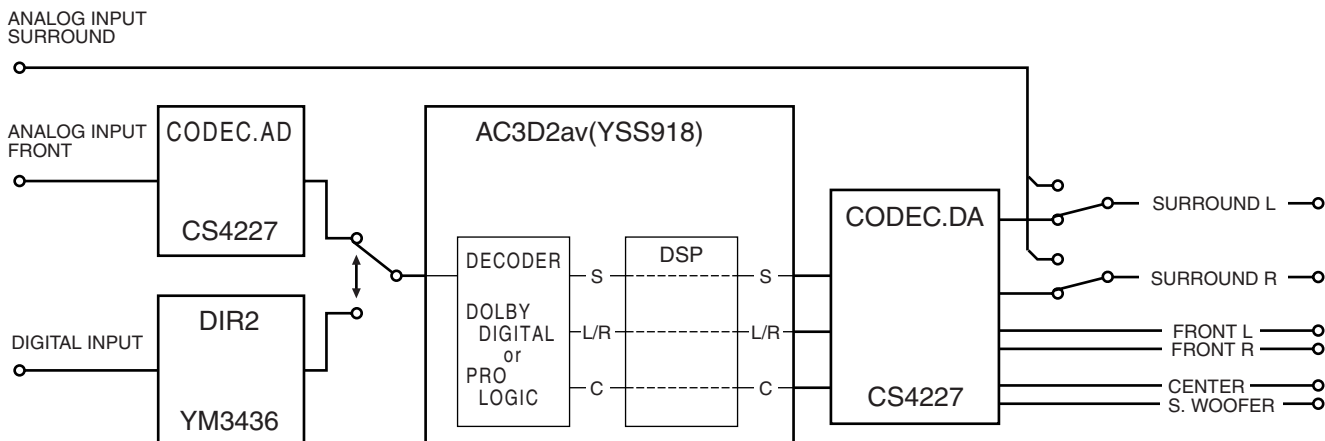 ANALOG INPUT
SURROUND
ANALOG INPUT
FRONT
CODEC.AD
CS4227
DIGITAL INPUT
DIR2
YM3436
AC3D2av(YSS918)
DECODER
DOLBY
DIGITAL
or
PRO
LOGIC
S
L/R
C
DSP
S
L/R
C
CODEC.DA
CS4227
SURROUND L
SURROUND R
FRONT L
FRONT R
CENTER
S. WOOFER